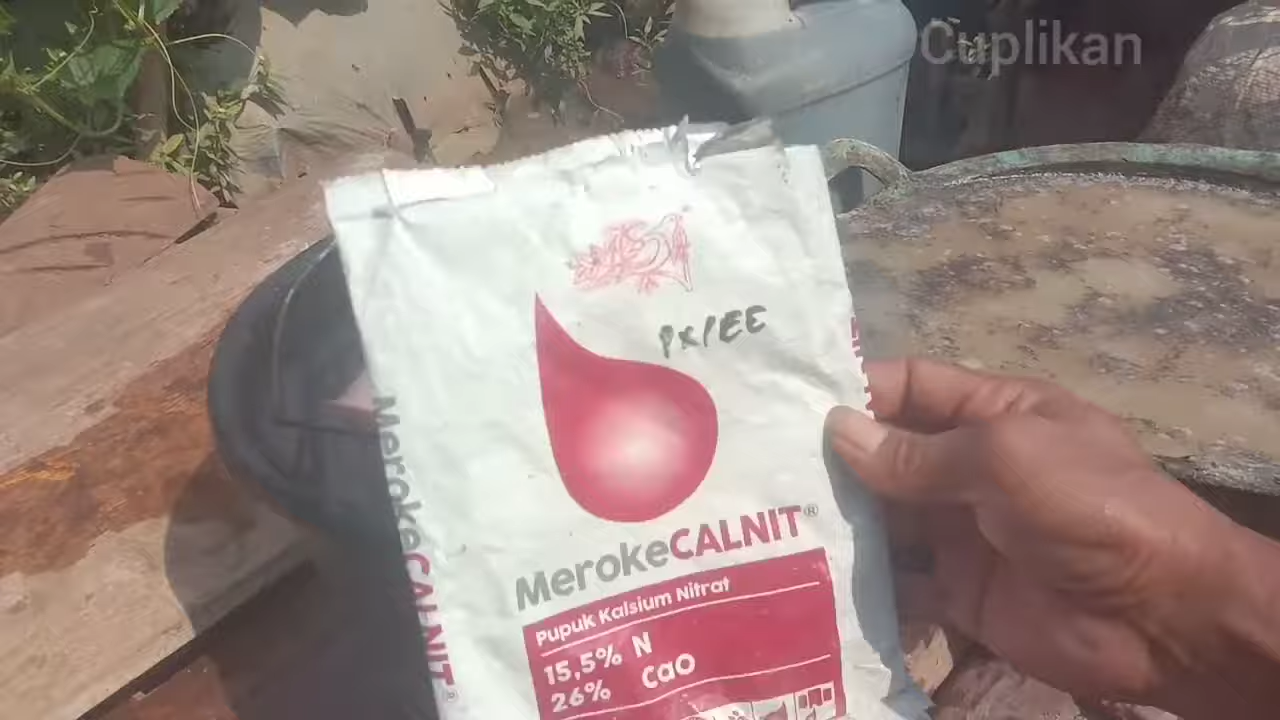 Cuplikan
PK/EE
MerokeCALNIT®
MerokeCALNIT®
Pupuk Kalsium Nitrat
15,5% N
26% CaO